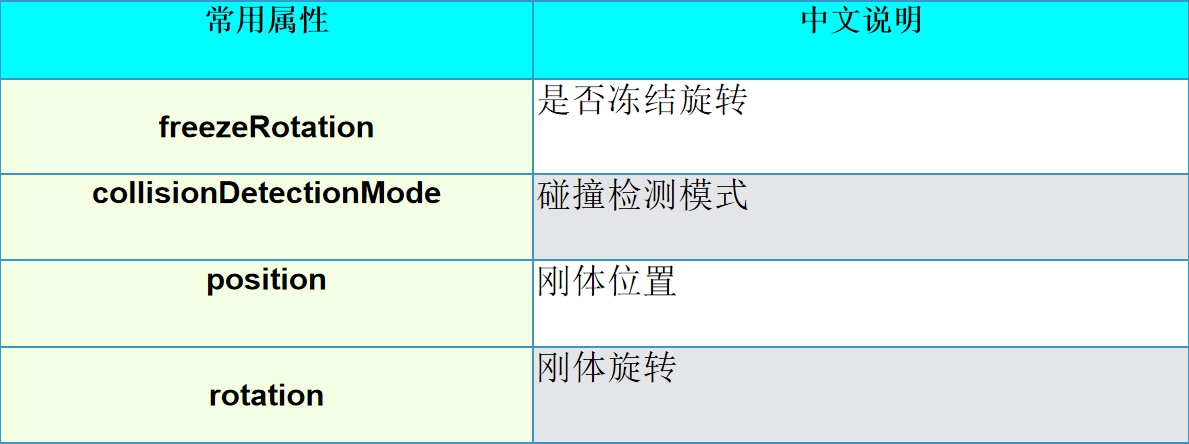 常用属性 中文说明
freezeRotation 是否冻结旋转
collisionDetectionMode 碰撞检测模式
position 刚体位置
rotation 刚体旋转